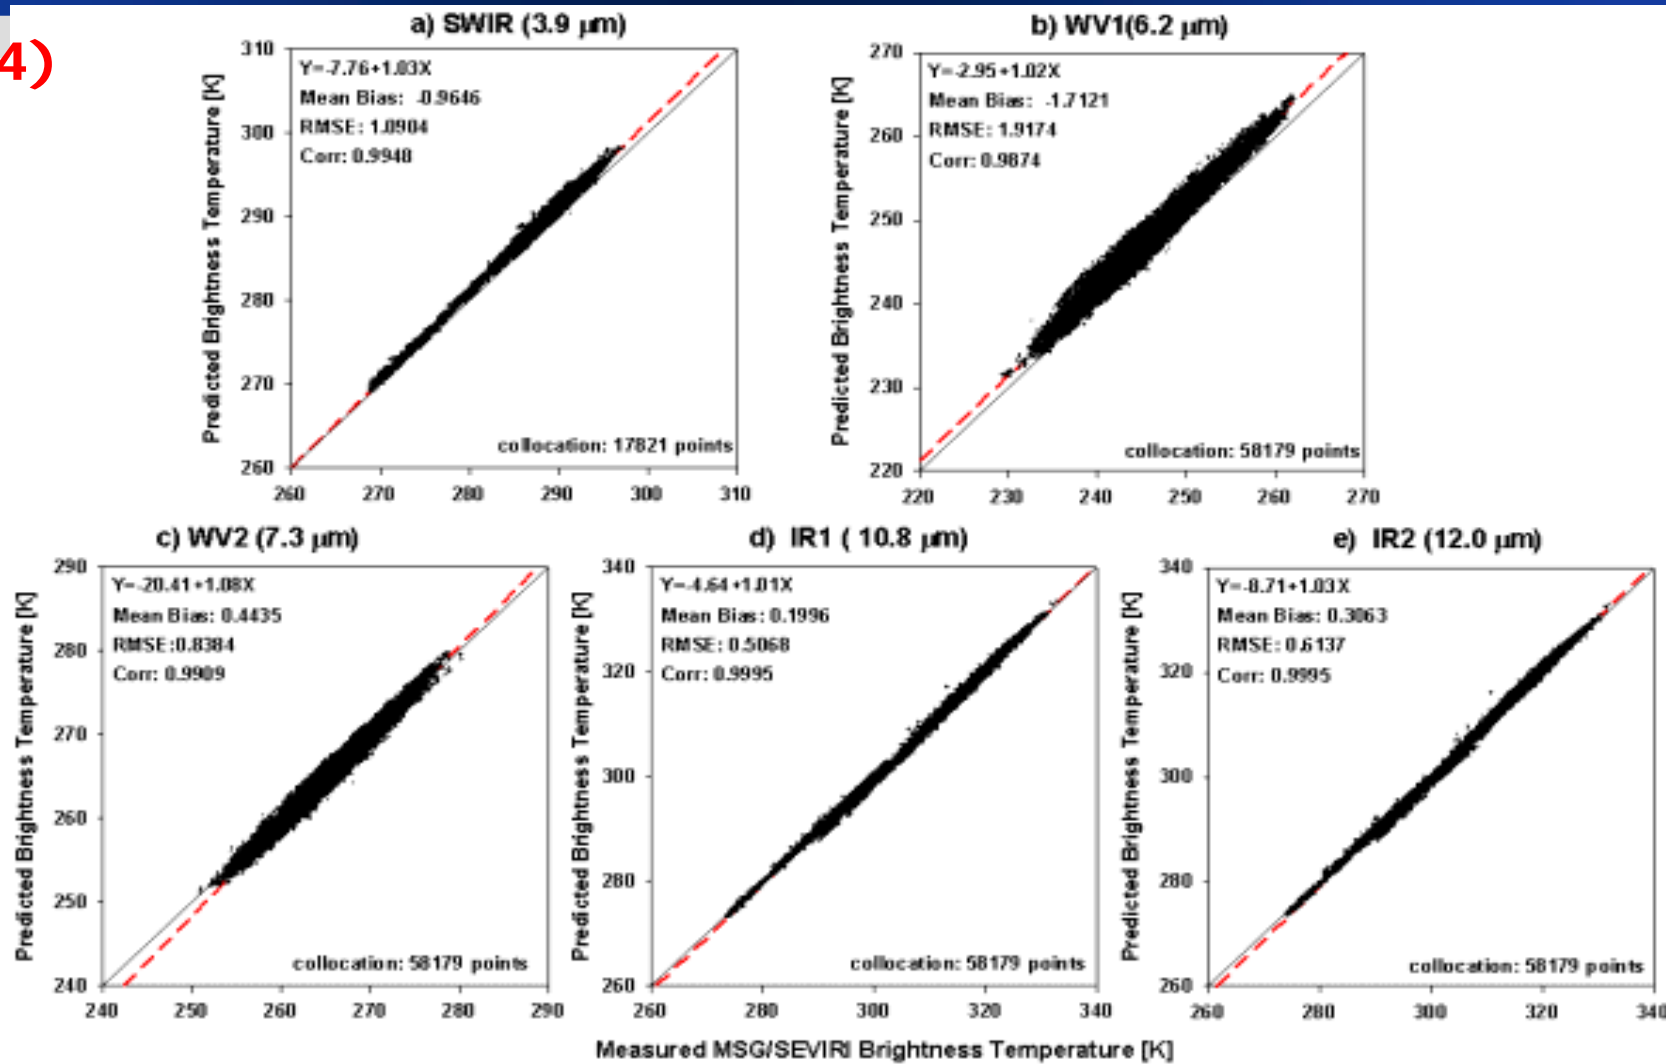 4)
a) SWIR (3.9 μm)
Y=-7.76+1.03X
Mean Bias: -0.9646
RMSE: 1.0904
Corr: 0.9948
collocation: 17821 points
Predicted Brightness Temperature [K]
310
300
290
280
270
260
260 270 280 290 300 310
b) WV1(6.2 μm)
Y=-2.95+1.02X
Mean Bias: -1.7121
RMSE: 1.9174
Corr: 0.9874
collocation: 58179 points
Predicted Brightness Temperature [K]
270
260
250
240
230
220
220 230 240 250 260 270
c) WV2 (7.3 μm)
Y=-20.41+1.08X
Mean Bias: 0.4435
RMSE:0.8384
Corr: 0.9909
collocation: 58179 points
Predicted Brightness Temperature [K]
290
280
270
260
250
240
240 250 260 270 280 290
d) IR1 ( 10.8 μm)
Y=-4.64+1.01X
Mean Bias: 0.1996
RMSE: 0.5068
Corr: 0.9995
collocation: 58179 points
Predicted Brightness Temperature [K]
340
320
300
280
260
260 280 300 320 340
e) IR2 (12.0 μm)
Y=-8.71+1.03X
Mean Bias: 0.3063
RMSE: 0.6137
Corr: 0.9995
collocation: 58179 points
Predicted Brightness Temperature [K]
340
320
300
280
260
260 280 300 320 340
Measured MSG/SEVIRI Brightness Temperature [K]